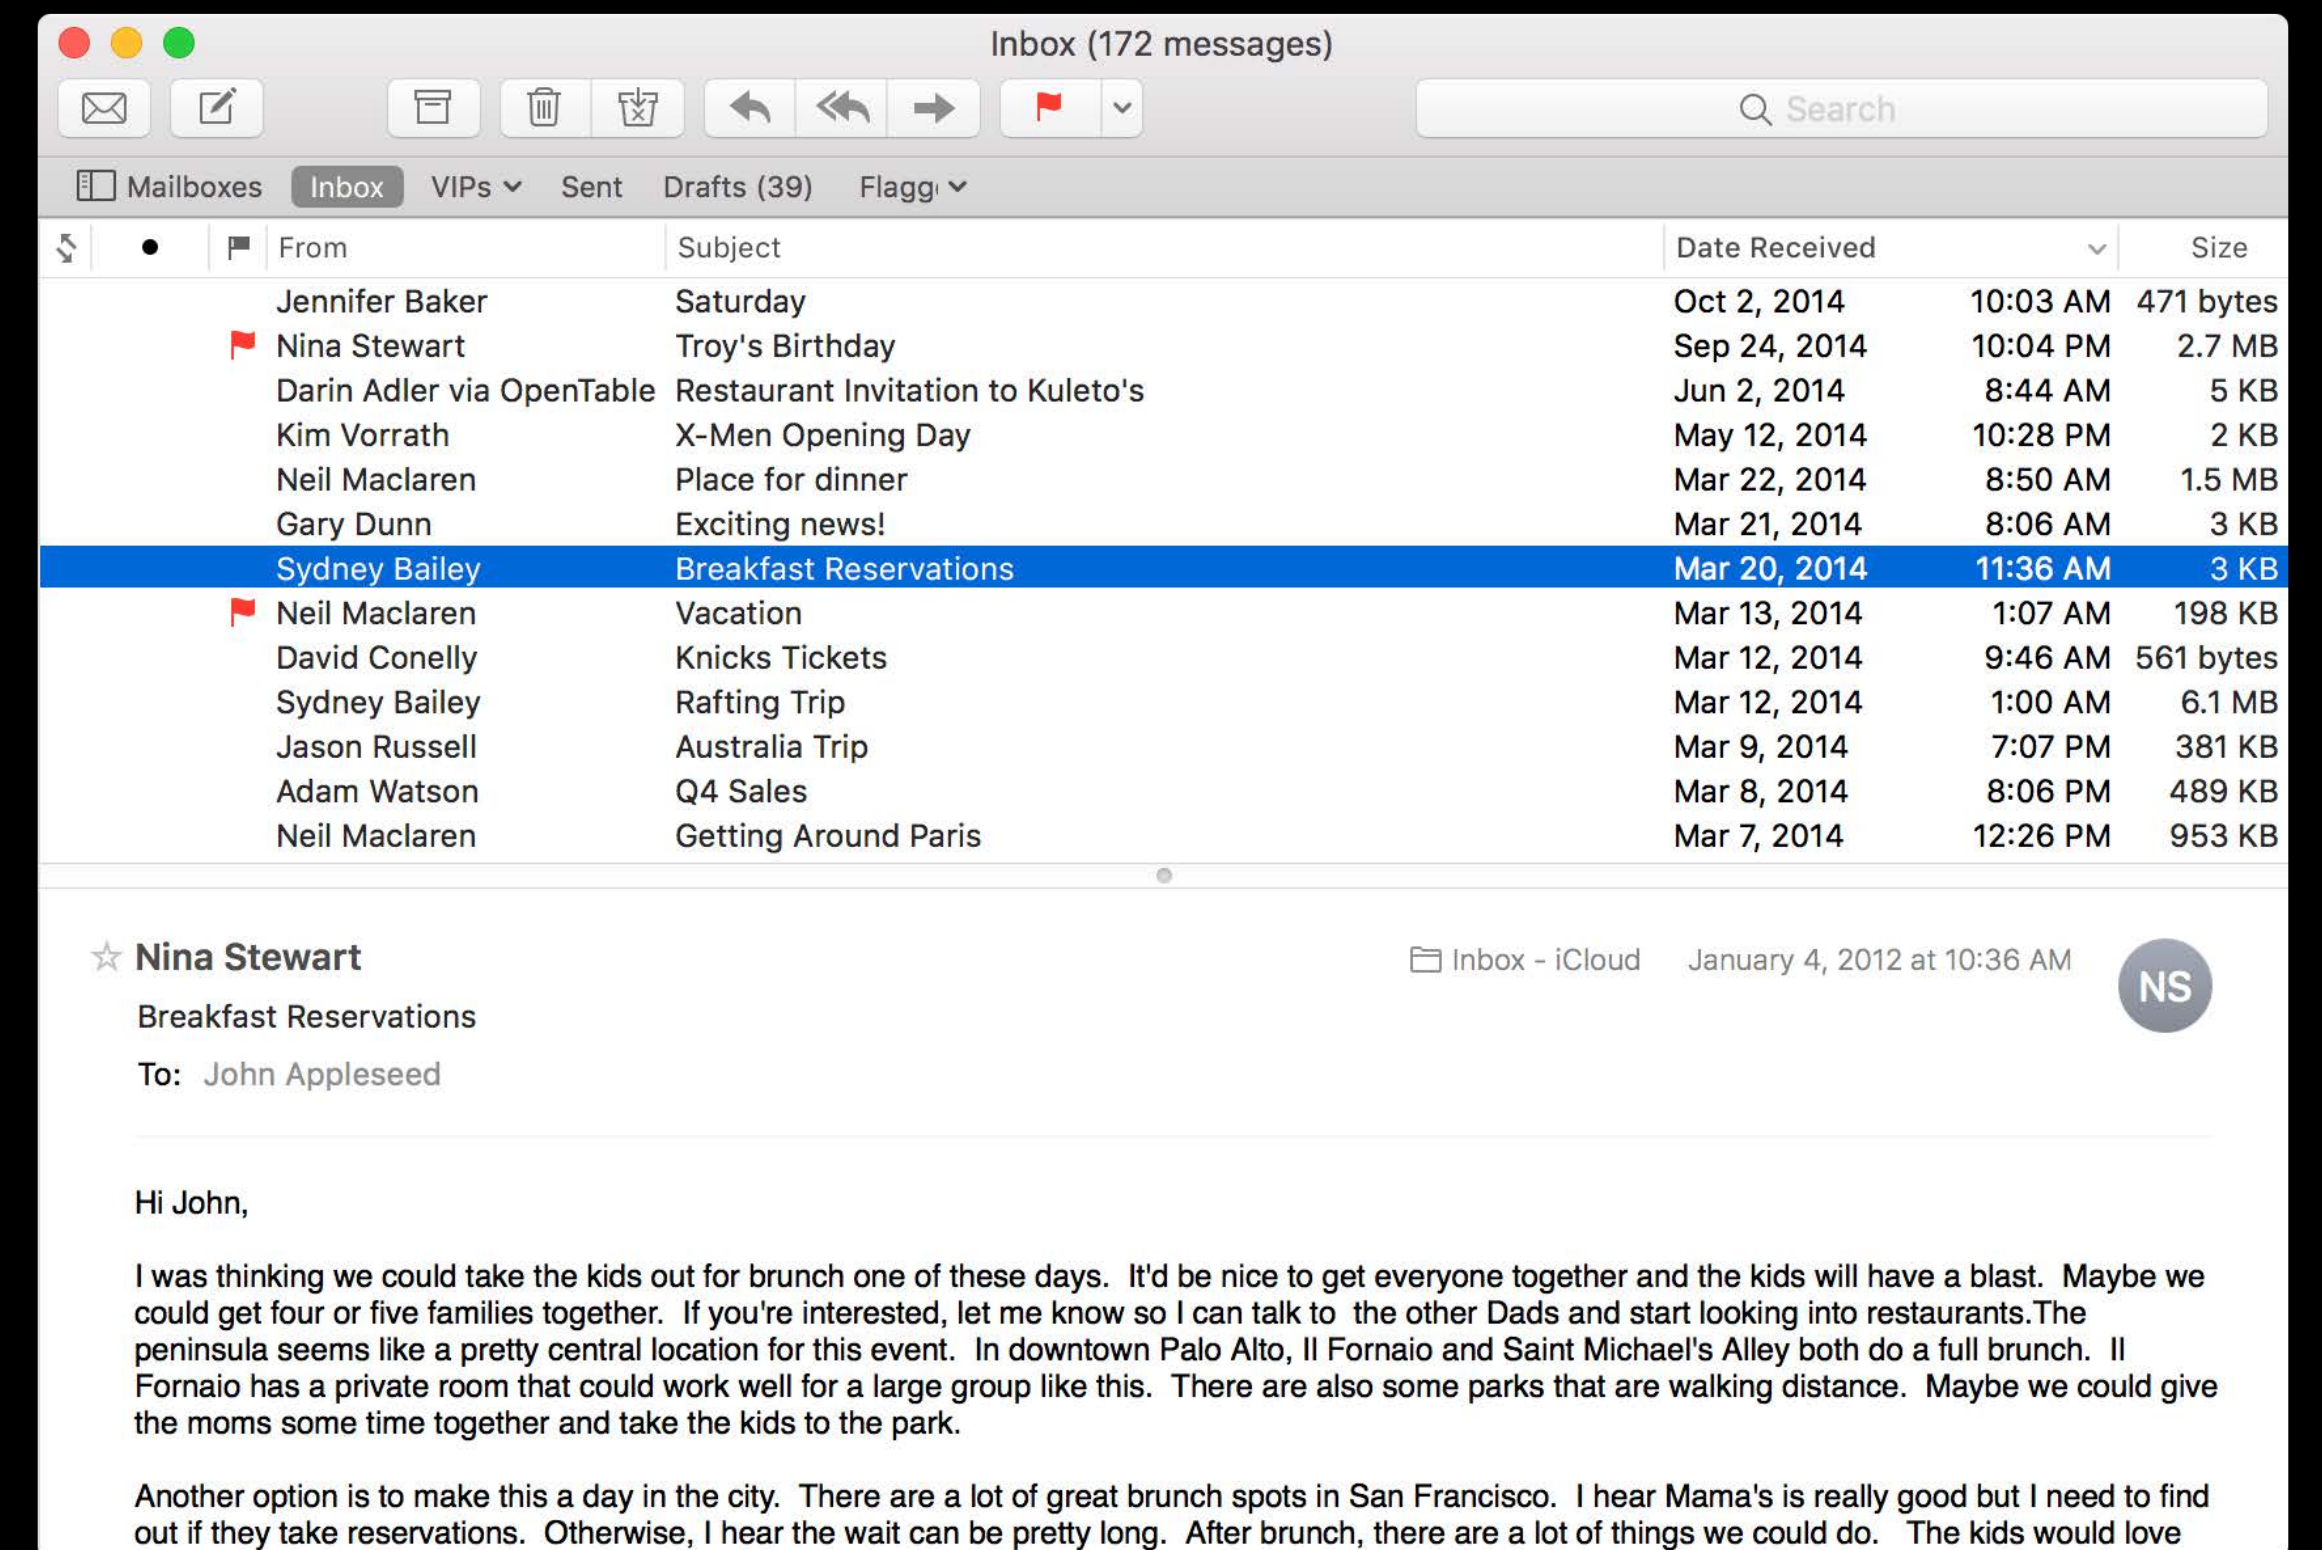 Inbox (172 messages)
Search
Mailboxes Inbox VIPs Sent Drafts (39) Flagg
From Subject Date Received Size
Jennifer Baker Saturday Oct 2, 2014 10:03 AM 471 bytes
Nina Stewart Troy's Birthday Sep 24, 2014 10:04 PM 2.7 MB
Darin Adler via OpenTable Restaurant Invitation to Kuleto's Jun 2, 2014 8:44 AM 5 KB
Kim Vorrath X-Men Opening Day May 12, 2014 10:28 PM 2 KB
Neil Maclaren Place for dinner Mar 22, 2014 8:50 AM 1.5 MB
Gary Dunn Exciting news! Mar 21, 2014 8:06 AM 3 KB
Sydney Bailey Breakfast Reservations Mar 20, 2014 11:36 AM 3 KB
Neil Maclaren Vacation Mar 13, 2014 1:07 AM 198 KB
David Conelly Knicks Tickets Mar 12, 2014 9:46 AM 561 bytes
Sydney Bailey Rafting Trip Mar 12, 2014 1:00 AM 6.1 MB
Jason Russell Australia Trip Mar 9, 2014 7:07 PM 381 KB
Adam Watson Q4 Sales Mar 8, 2014 8:06 PM 489 KB
Neil Maclaren Getting Around Paris Mar 7, 2014 12:26 PM 953 KB
Nina Stewart Inbox - iCloud January 4, 2012 at 10:36 AM
NS
Breakfast Reservations
To: John Appleseed
Hi John,
I was thinking we could take the kids out for brunch one of these days. It'd be nice to get everyone together and the kids will have a blast. Maybe we
could get four or five families together. If you're interested, let me know so I can talk to the other Dads and start looking into restaurants.The
peninsula seems like a pretty central location for this event. In downtown Palo Alto, Il Fornaio and Saint Michael's Alley both do a full brunch. Il
Fornaio has a private room that could work well for a large group like this. There are also some parks that are walking distance. Maybe we could give
the moms some time together and take the kids to the park.
Another option is to make this a day in the city. There are a lot of great brunch spots in San Francisco. I hear Mama's is really good but I need to find
out if they take reservations. Otherwise, I hear the wait can be pretty long. After brunch, there are a lot of things we could do. The kids would love